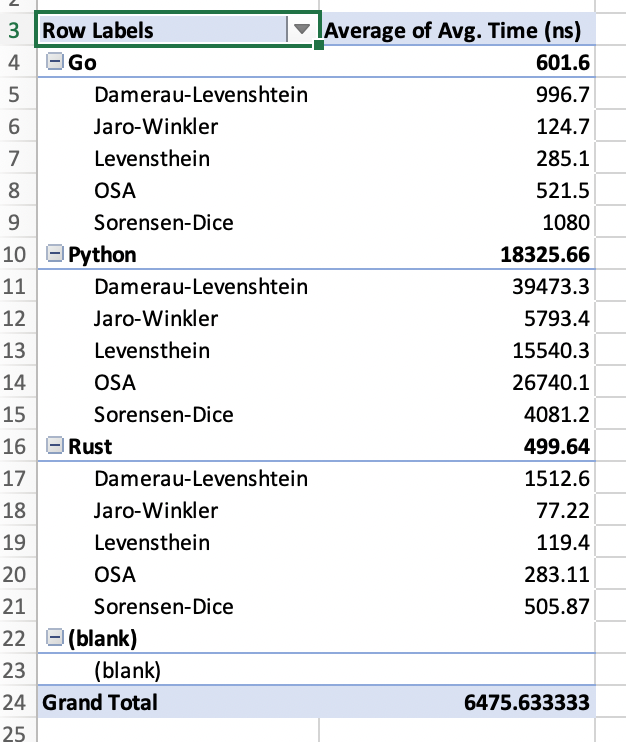 3 Row Labels Average of Avg. Time (ns)
4 Go 601.6
5 Damerau-Levenshtein 996.7
6 Jaro-Winkler 124.7
7 Levensthein 285.1
8 OSA 521.5
9 Sorensen-Dice 1080
10 Python 18325.66
11 Damerau-Levenshtein 39473.3
12 Jaro-Winkler 5793.4
13 Levensthein 15540.3
14 OSA 26740.1
15 Sorensen-Dice 4081.2
16 Rust 499.64
17 Damerau-Levenshtein 1512.6
18 Jaro-Winkler 77.22
19 Levensthein 119.4
20 OSA 283.11
21 Sorensen-Dice 505.87
22 (blank)
23 (blank)
24 Grand Total 6475.633333
25